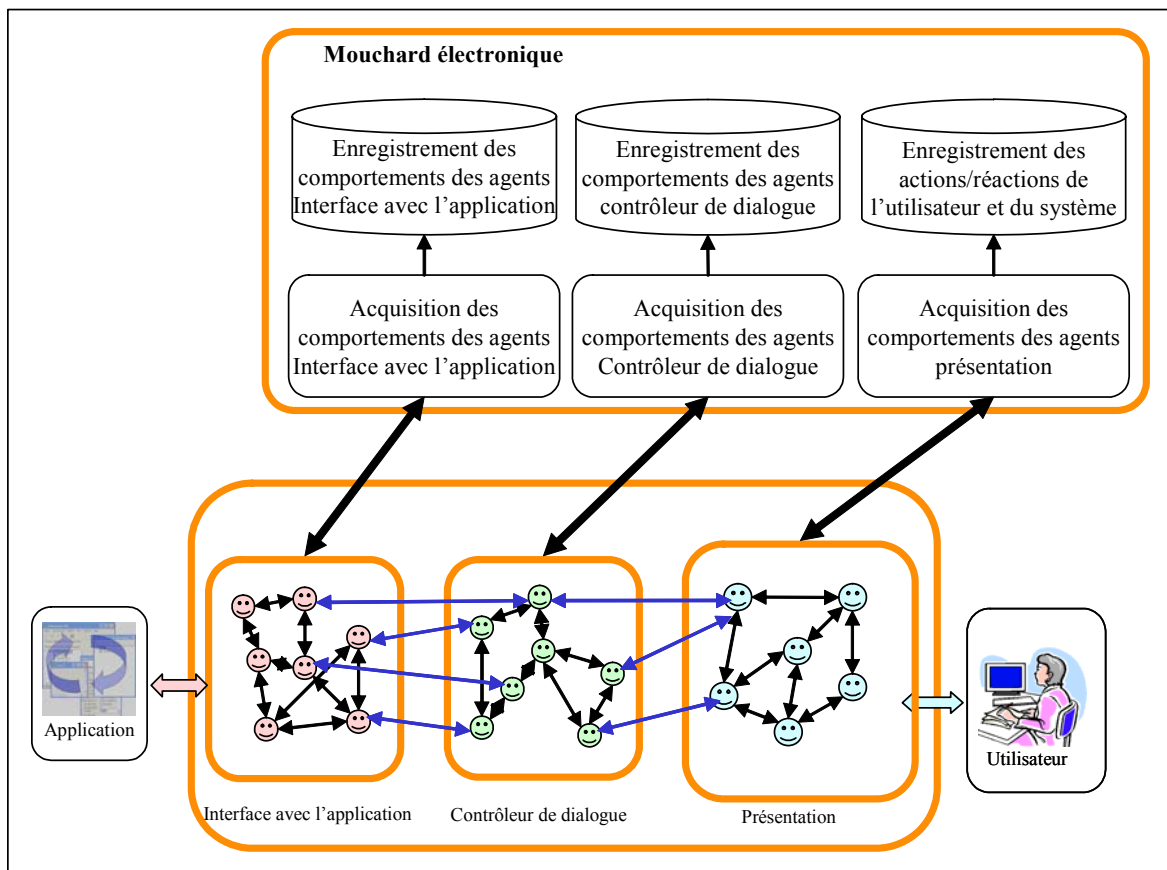 Mouchard électronique
Enregistrement des
comportements des agents
Interface avec l'application
Enregistrement des
comportements des agents
contrôleur de dialogue
Enregistrement des
actions/réactions de
l'utilisateur et du système
Acquisition des
comportements des agents
Interface avec l'application
Acquisition des
comportements des agents
Contrôleur de dialogue
Acquisition des
comportements des agents
présentation
Application
Utilisateur
Interface avec l'application
Contrôleur de dialogue
Présentation